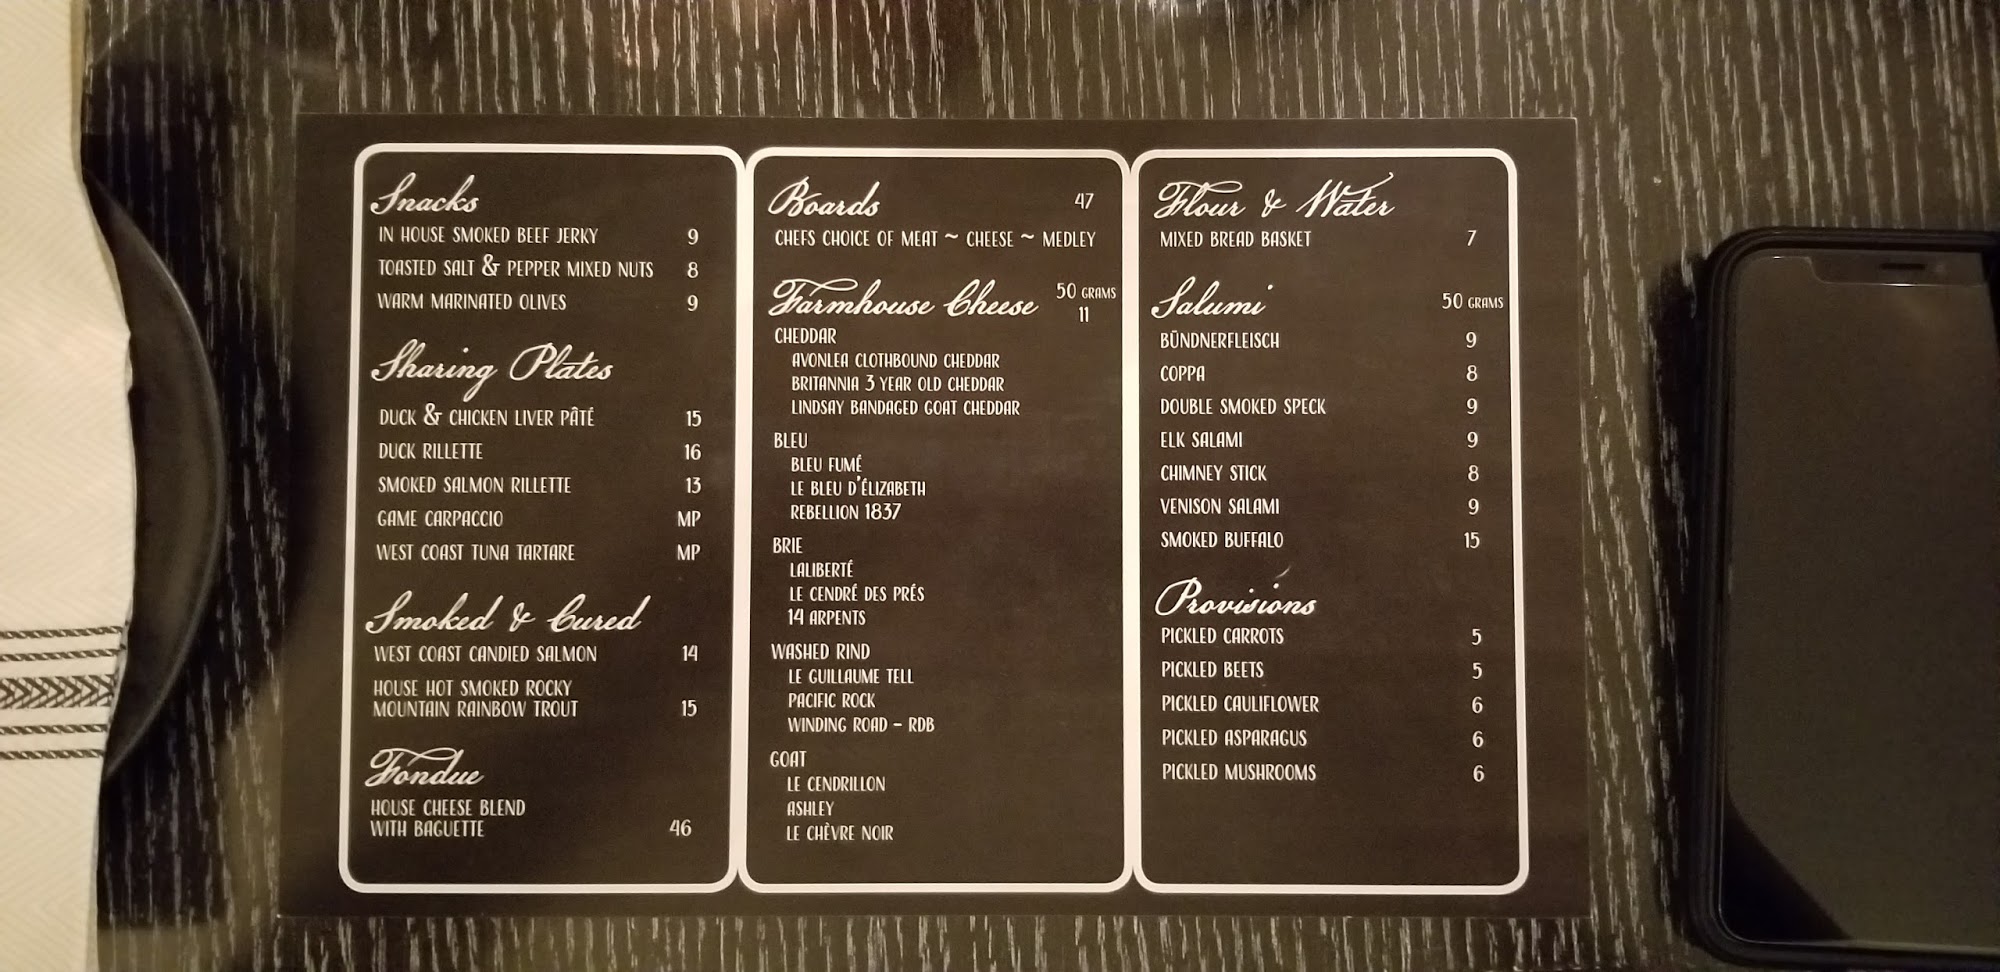 Snacks
IN HOUSE SMOKED BEEF JERKY 9
TOASTED SALT & PEPPER MIXED NUTS 8
WARM MARINATED OLIVES 9
Sharing Plates
DUCK & CHICKEN LIVER PÂTÉ 15
DUCK RILLETTE 16
SMOKED SALMON RILLETTE 13
GAME CARPACCIO MP
WEST COAST TUNA TARTARE MP
Smoked & Cured
WEST COAST CANDIED SALMON 14
HOUSE HOT SMOKED ROCKY
MOUNTAIN RAINBOW TROUT 15
Fondue
HOUSE CHEESE BLEND
WITH BAGUETTE 46
Boards 47
CHEFS CHOICE OF MEAT ~ CHEESE ~ MEDLEY
Farmhouse Cheese 50 GRAMS
11
CHEDDAR
AVONLEA CLOTHBOUND CHEDDAR
BRITANNIA 3 YEAR OLD CHEDDAR
LINDSAY BANDAGED GOAT CHEDDAR
BLEU
BLEU FUMÉ
LE BLEU D'ÉLIZABETH
REBELLION 1837
BRIE
LALIBERTÉ
LE CENDRÉ DES PRÉS
14 ARPENTS
WASHED RIND
LE GUILLAUME TELL
PACIFIC ROCK
WINDING ROAD – RDB
GOAT
LE CENDRILLON
ASHLEY
LE CHÈVRE NOIR
Flour & Water
MIXED BREAD BASKET 7
Salumi 50 GRAMS
BÜNDNERFLEISCH 9
COPPA 8
DOUBLE SMOKED SPECK 9
ELK SALAMI 9
CHIMNEY STICK 8
VENISON SALAMI 9
SMOKED BUFFALO 15
Provisions
PICKLED CARROTS 5
PICKLED BEETS 5
PICKLED CAULIFLOWER 6
PICKLED ASPARAGUS 6
PICKLED MUSHROOMS 6